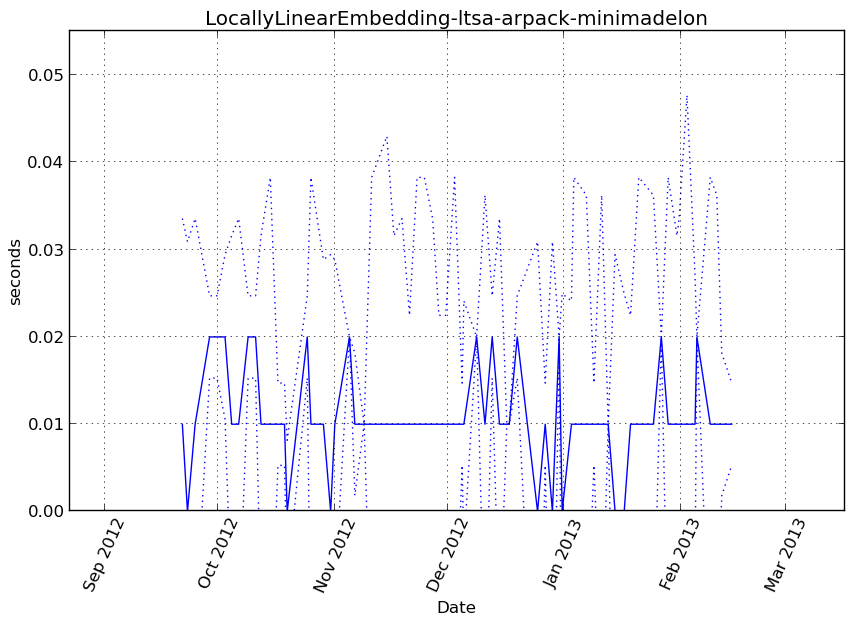 LocallyLinearEmbedding-ltsa-arpack-minimadelon
0.05
0.04
0.03
0.02
0.01
0.00
seconds
Sep 2012
Oct 2012
Nov 2012
Dec 2012
Jan 2013
Feb 2013
Mar 2013
Date